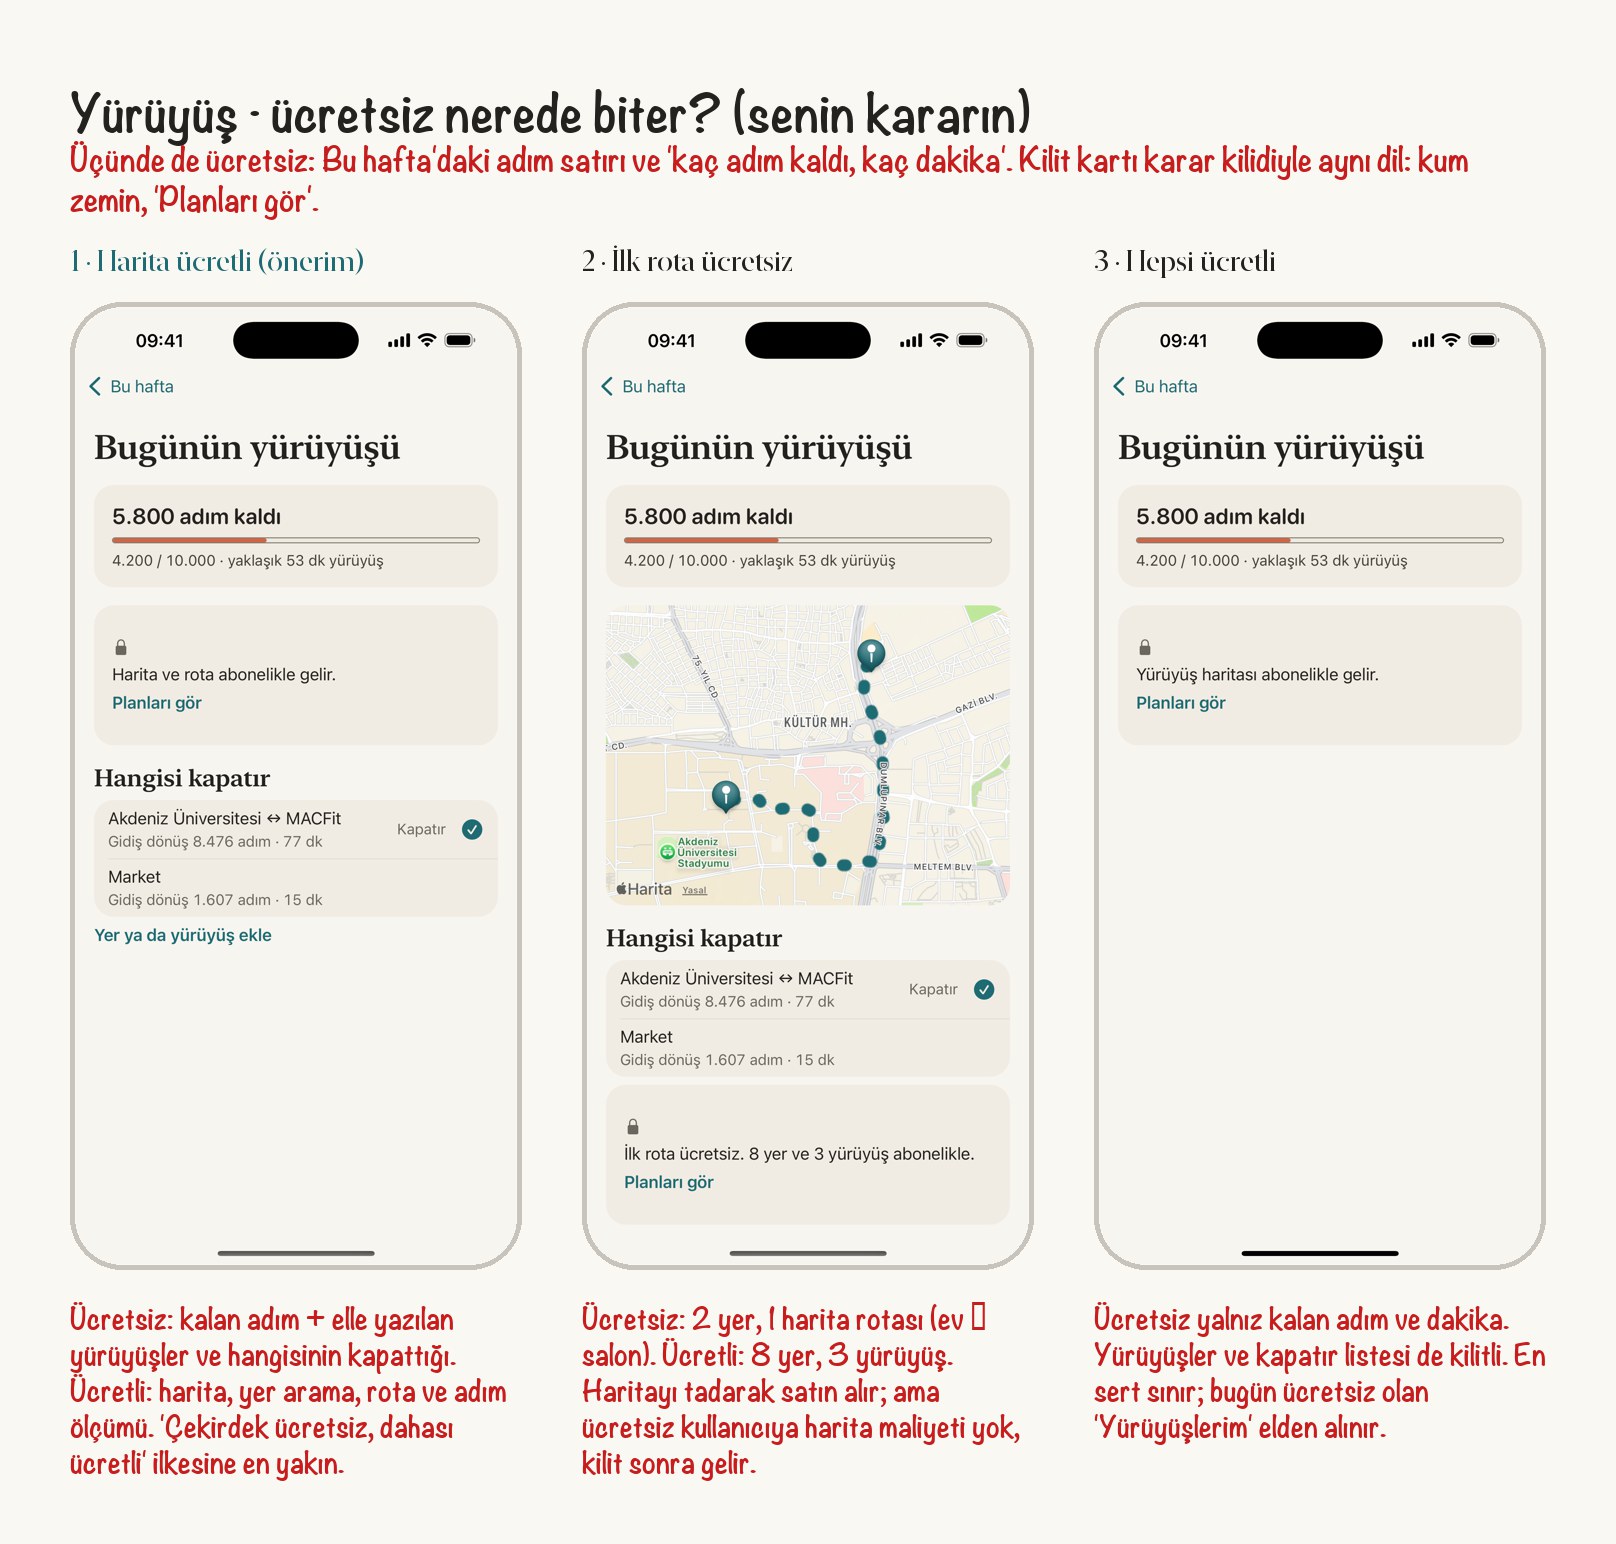 Yürüyüş · ücretsiz nerede biter? (senin kararın)
Üçünde de ücretsiz: Bu hafta'daki adım satırı ve 'kaç adım kaldı, kaç dakika'. Kilit kartı karar kilidiyle aynı dil: kum
zemin, 'Planları gör'.
1 · Harita ücretli (önerim)
09:41
Bu hafta
Bugünün yürüyüşü
5.800 adım kaldı
4.200 / 10.000 · yaklaşık 53 dk yürüyüş
Harita ve rota abonelikle gelir.
Planları gör
Hangisi kapatır
Akdeniz Üniversitesi ↔ MACFit
Gidiş dönüş 8.476 adım · 77 dk
Kapatır
Market
Gidiş dönüş 1.607 adım · 15 dk
Yer ya da yürüyüş ekle
Ücretsiz: kalan adım + elle yazılan
yürüyüşler ve hangisinin kapattığı.
Ücretli: harita, yer arama, rota ve adım
ölçümü. 'Çekirdek ücretsiz, dahası
ücretli' ilkesine en yakın.
2 · İlk rota ücretsiz
09:41
Bu hafta
Bugünün yürüyüşü
5.800 adım kaldı
4.200 / 10.000 · yaklaşık 53 dk yürüyüş
75. YIL CD.
KÜLTÜR MH.
GAZİ BLV.
CD.
DUMLUPINAR BLV.
Akdeniz
Üniversitesi
Stadyumu
MELTEM BLV.
Harita Yasal
Hangisi kapatır
Akdeniz Üniversitesi ↔ MACFit
Gidiş dönüş 8.476 adım · 77 dk
Kapatır
Market
Gidiş dönüş 1.607 adım · 15 dk
İlk rota ücretsiz. 8 yer ve 3 yürüyüş abonelikle.
Planları gör
Ücretsiz: 2 yer, 1 harita rotası (ev
salon). Ücretli: 8 yer, 3 yürüyüş.
Haritayı tadarak satın alır; ama
ücretsiz kullanıcıya harita maliyeti yok,
kilit sonra gelir.
3 · Hepsi ücretli
09:41
Bu hafta
Bugünün yürüyüşü
5.800 adım kaldı
4.200 / 10.000 · yaklaşık 53 dk yürüyüş
Yürüyüş haritası abonelikle gelir.
Planları gör
Ücretsiz yalnız kalan adım ve dakika.
Yürüyüşler ve kapatır listesi de kilitli. En
sert sınır; bugün ücretsiz olan
'Yürüyüşlerim' elden alınır.